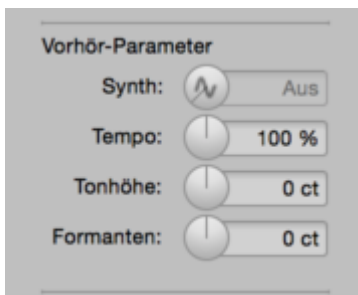 Vorhör-Parameter
Synth: Aus
Tempo: 100 %
Tonhöhe: 0 ct
Formanten: 0 ct